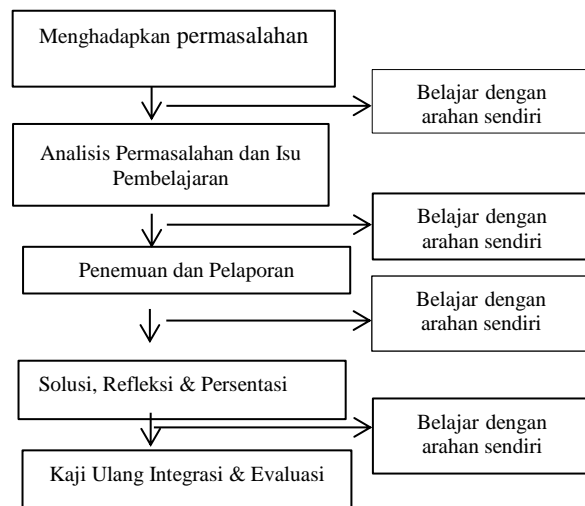 Menghadapkan permasalahan
Belajar dengan
arahan sendiri
Analisis Permasalahan dan Isu
Pembelajaran
Belajar dengan
arahan sendiri
Penemuan dan Pelaporan
Belajar dengan
arahan sendiri
Solusi, Refleksi & Persentasi
Belajar dengan
arahan sendiri
Kaji Ulang Integrasi & Evaluasi